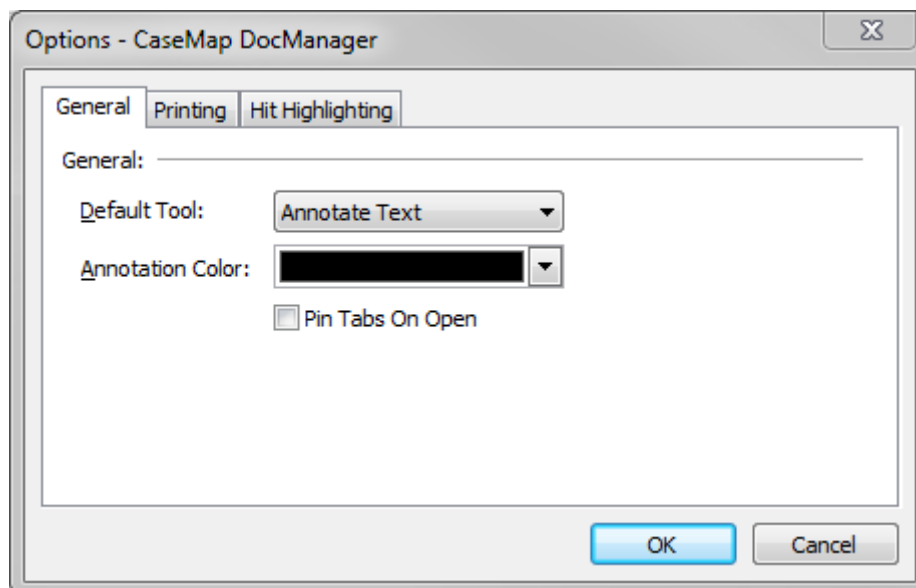 Options - CaseMap DocManager
General Printing Hit Highlighting
General:
Default Tool: Annotate Text
Annotation Color:
Pin Tabs On Open
OK Cancel